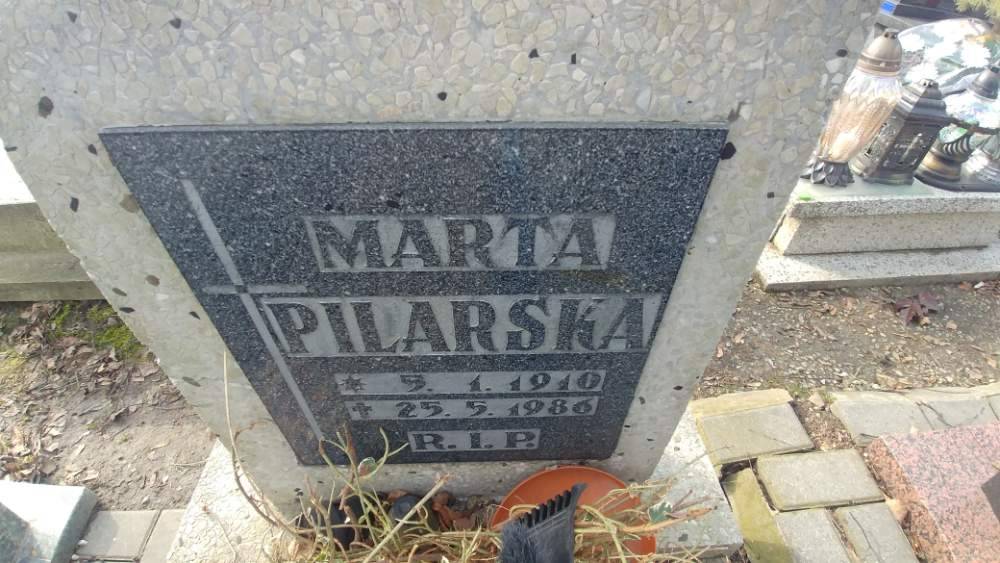 MARTA
PILARSKA
* 5. 1. 1910
✝ 25. 5. 1986
R.I.P.